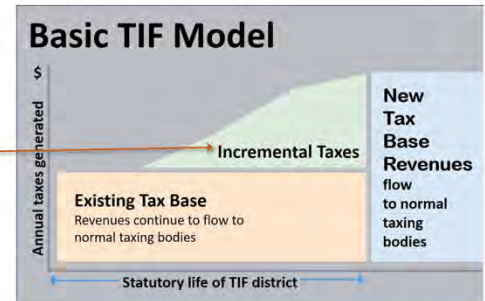 Basic TIF Model
$
Annual taxes generated
Incremental Taxes
Existing Tax Base
Revenues continue to flow to
normal taxing bodies
New
Tax
Base
Revenues
flow
to normal
taxing
bodies
Statutory life of TIF district